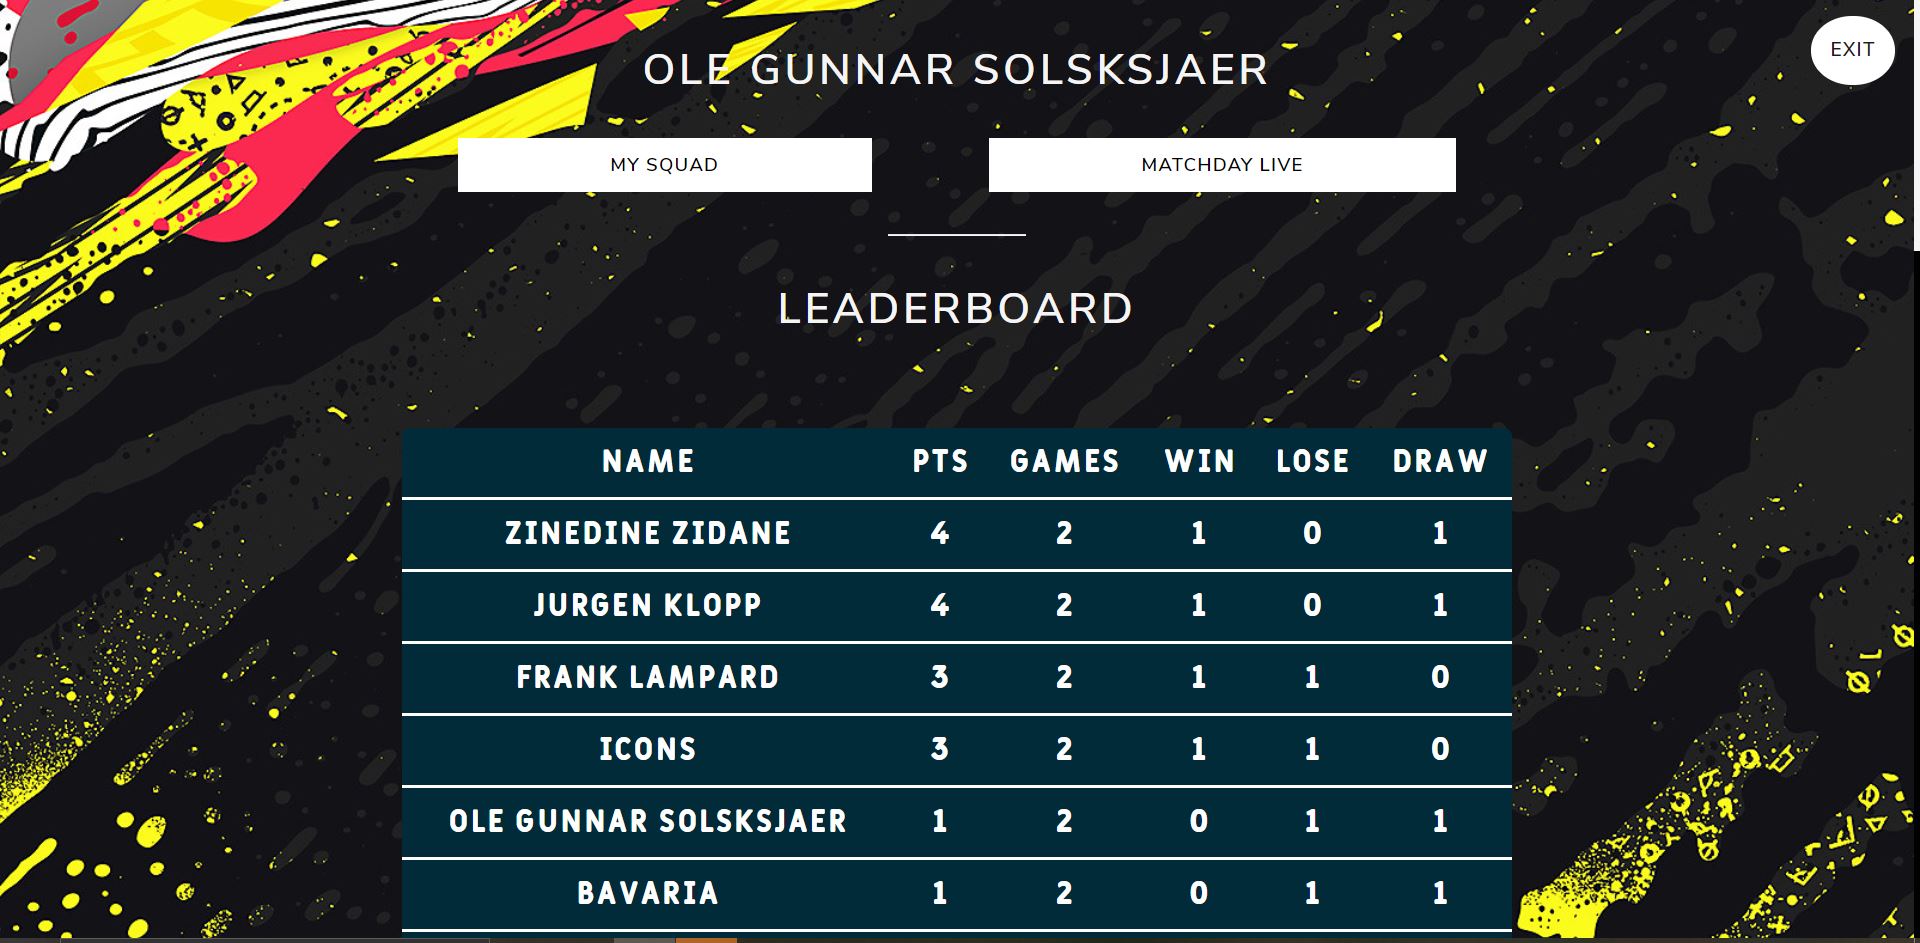 OLE GUNNAR SOLSKSJAER
EXIT
MY SQUAD MATCHDAY LIVE
LEADERBOARD
NAME PTS GAMES WIN LOSE DRAW
ZINEDINE ZIDANE 4 2 1 0 1
JURGEN KLOPP 4 2 1 0 1
FRANK LAMPARD 3 2 1 1 0
ICONS 3 2 1 1 0
OLE GUNNAR SOLSKSJAER 1 2 0 1 1
BAVARIA 1 2 0 1 1